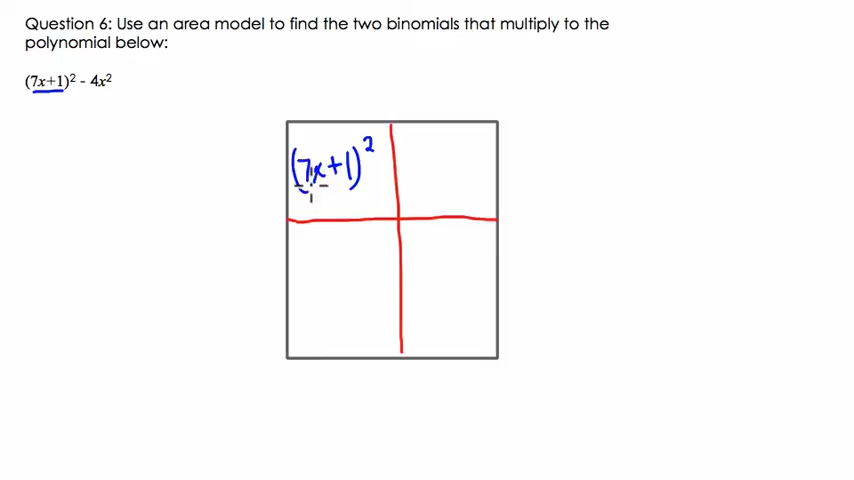 Question 6: Use an area model to find the two binomials that multiply to the
polynomial below:
(7x+1)² - 4x²
(7x+1)²